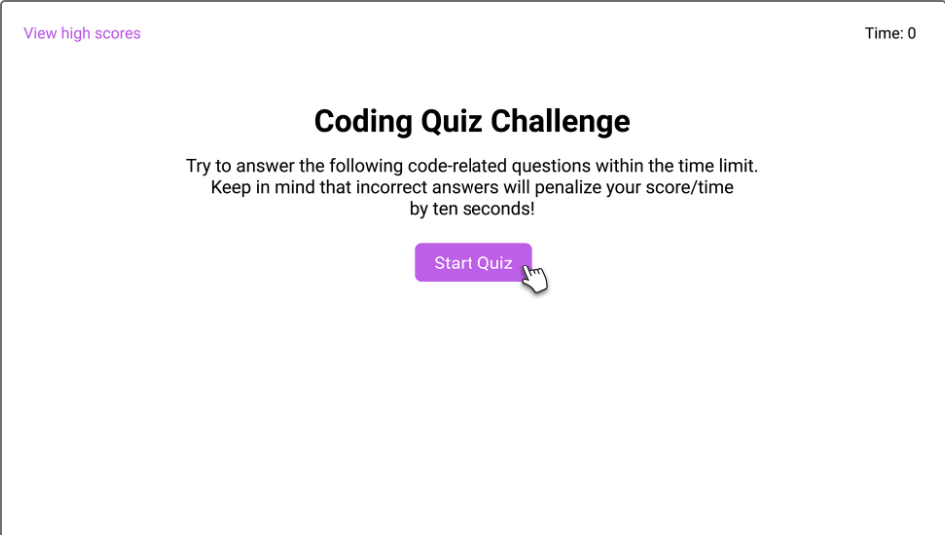 View high scores
Time: 0
Coding Quiz Challenge
Try to answer the following code-related questions within the time limit.
Keep in mind that incorrect answers will penalize your score/time
by ten seconds!
Start Quiz